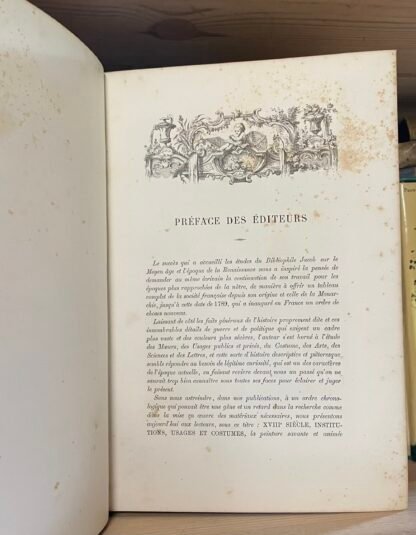 PRÉFACE DES ÉDITEURS
Le succès qui a accueilli les études du Bibliophile Jacob sur le
Moyen âge et l'époque de la Renaissance nous a inspiré la pensée de
demander au même écrivain la continuation de son travail pour les
époques plus rapprochées de la nôtre, de manière à offrir un tableau
complet de la société française depuis son origine et celle de la Monar-
chie, jusqu'à cette date de 1789, qui a inauguré en France un ordre de
choses nouveau.
Laissant de côté les faits généraux de l'histoire proprement dite et ces
innombrables détails de guerre et de politique qui exigent un cadre
plus vaste et des couleurs plus sévères, l'auteur s'est borné à l'étude
des Mœurs, des Usages publics et privés, du Costume, des Arts, des
Sciences et des Lettres, et cette sorte d'histoire descriptive et pittoresque,
semble répondre au besoin de légitime curiosité, qui est un des caractères
de l'époque actuelle, en faisant revivre devant nous un passé qu'on ne
saurait trop bien connaître sous toutes ses faces pour éclairer et juger
le présent.
Sans nous astreindre, dans nos publications, à un ordre chrono-
logique qui pouvait être une gêne et un retard dans la recherche comme
dans la mise en œuvre des matériaux nécessaires, nous présentons
aujourd'hui aux lecteurs, sous ce titre : XVIIIe SIÈCLE, INSTITU-
TIONS, USAGES ET COSTUMES, la peinture savante et animée